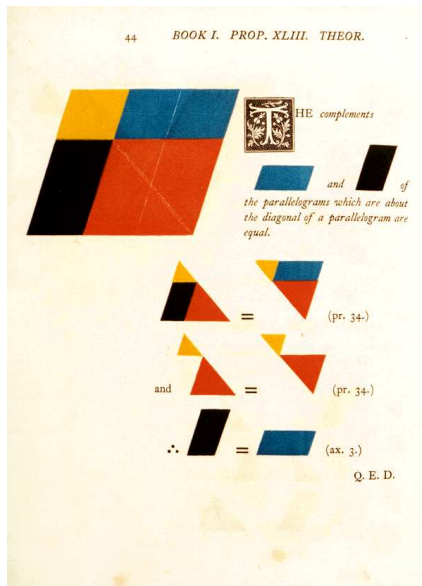 44 BOOK I. PROP. XLIII. THEOR.
THE complements
and of
the parallelograms which are about
the diagonal of a parallelogram are
equal.
= (pr. 34.)
and = (pr. 34.)
∴ = (ax. 3.)
Q. E. D.